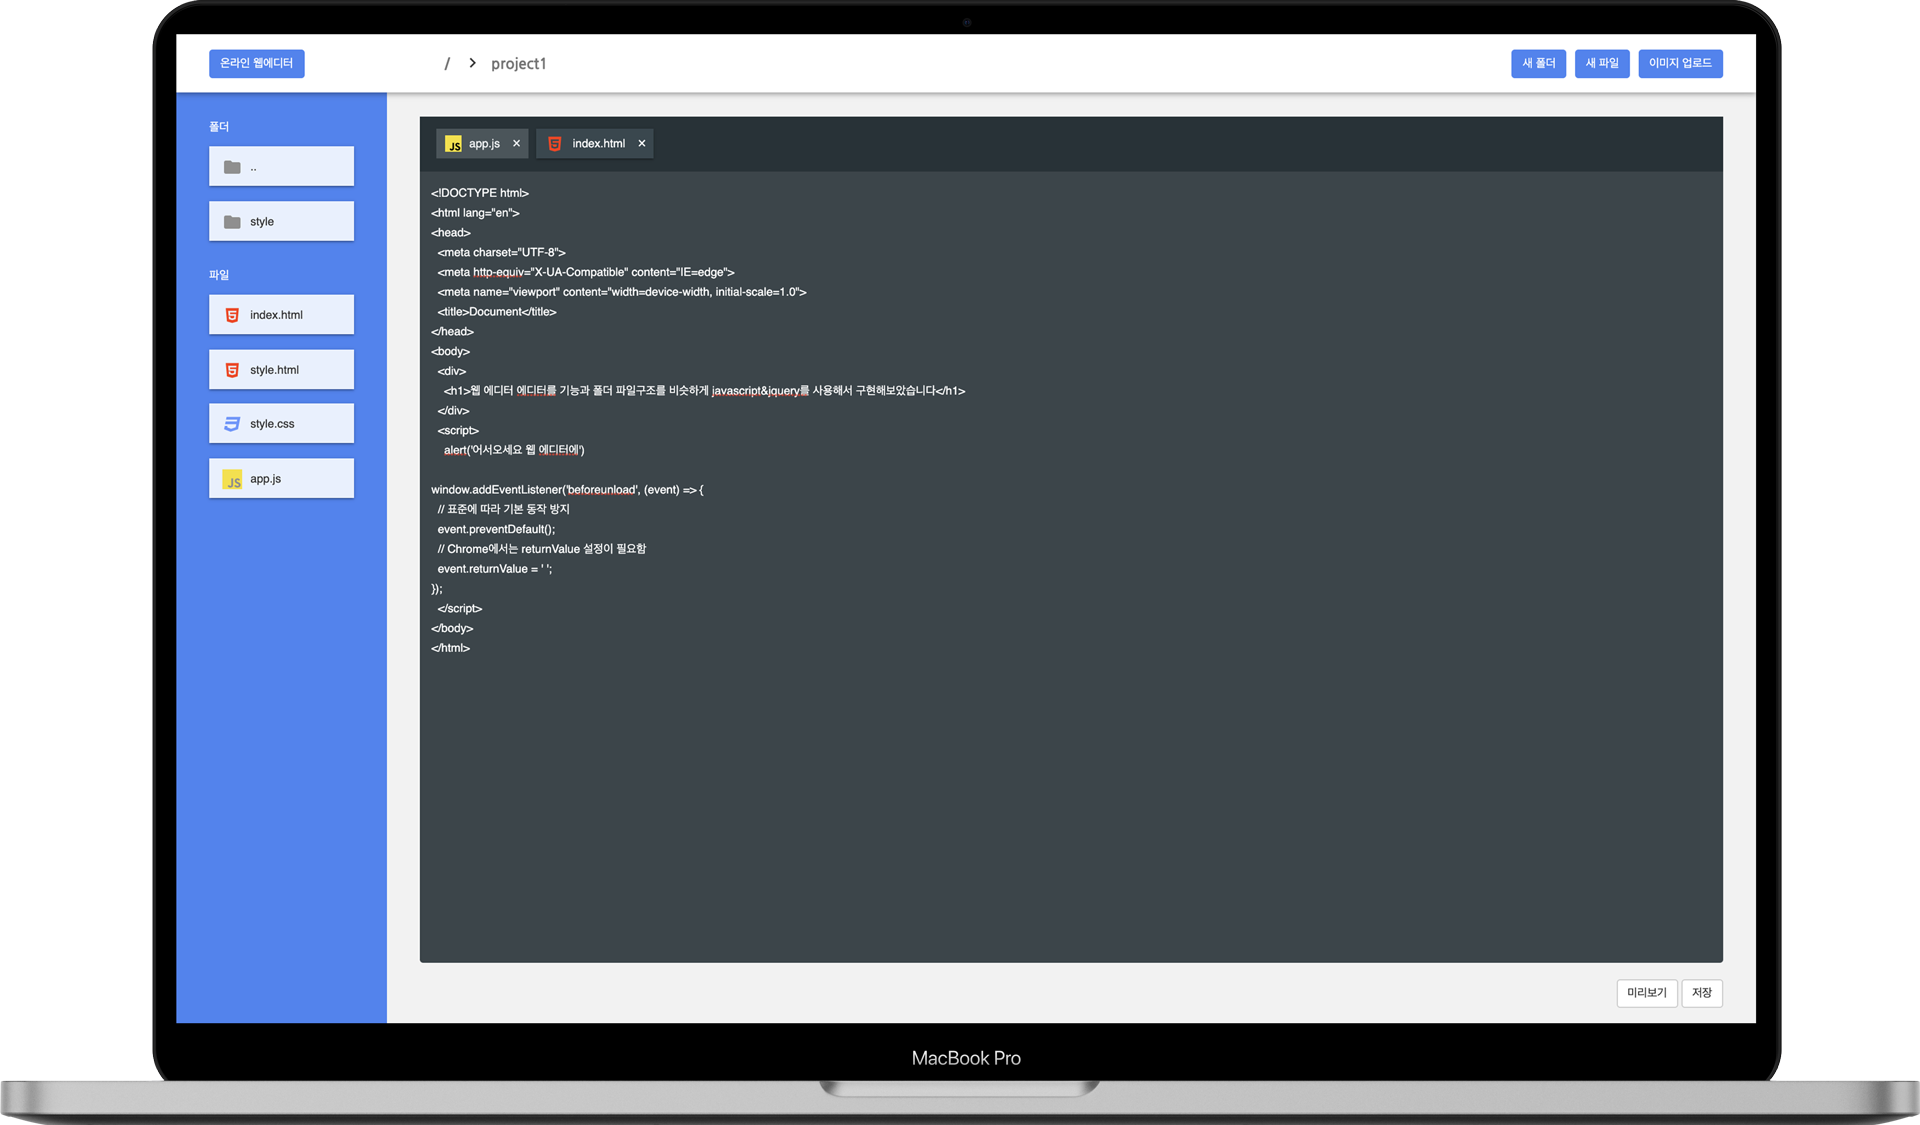 온라인 웹에디터
/ > project1
새 폴더
새 파일
이미지 업로드
폴더
..
style
파일
index.html
style.html
style.css
JS app.js
JS app.js ×
index.html ×
<!DOCTYPE html>
<html lang="en">
<head>
<meta charset="UTF-8">
<meta http-equiv="X-UA-Compatible" content="IE=edge">
<meta name="viewport" content="width=device-width, initial-scale=1.0">
<title>Document</title>
</head>
<body>
<div>
<h1>웹 에디터 에디터를 기능과 폴더 파일구조를 비슷하게 javascript&jquery를 사용해서 구현해보았습니다</h1>
</div>
<script>
alert('어서오세요 웹 에디터에')
window.addEventListener('beforeunload', (event) => {
// 표준에 따라 기본 동작 방지
event.preventDefault();
// Chrome에서는 returnValue 설정이 필요함
event.returnValue = ' ';
});
</script>
</body>
</html>
미리보기
저장
MacBook Pro